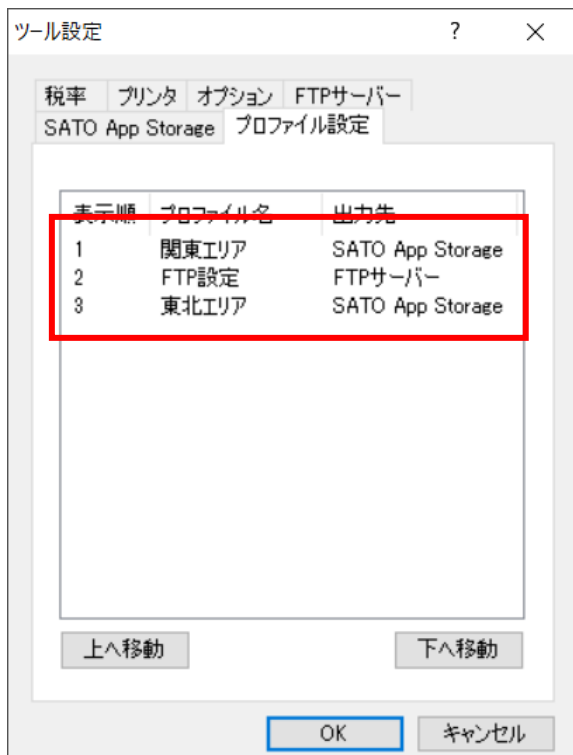 ツール設定 ?
税率 プリンタ オプション FTPサーバー
SATO App Storage プロファイル設定
表示順 プロファイル名 出力先
1 関東エリア SATO App Storage
2 FTP設定 FTPサーバー
3 東北エリア SATO App Storage
上へ移動 下へ移動
OK キャンセル